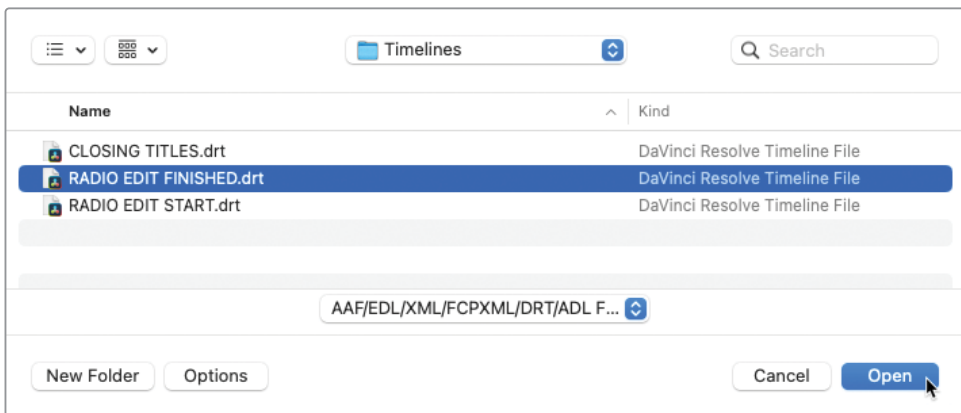 Timelines
Search
Name Kind
CLOSING TITLES.drt DaVinci Resolve Timeline File
RADIO EDIT FINISHED.drt DaVinci Resolve Timeline File
RADIO EDIT START.drt DaVinci Resolve Timeline File
AAF/EDL/XML/FCPXML/DRT/ADL F...
New Folder Options Cancel Open